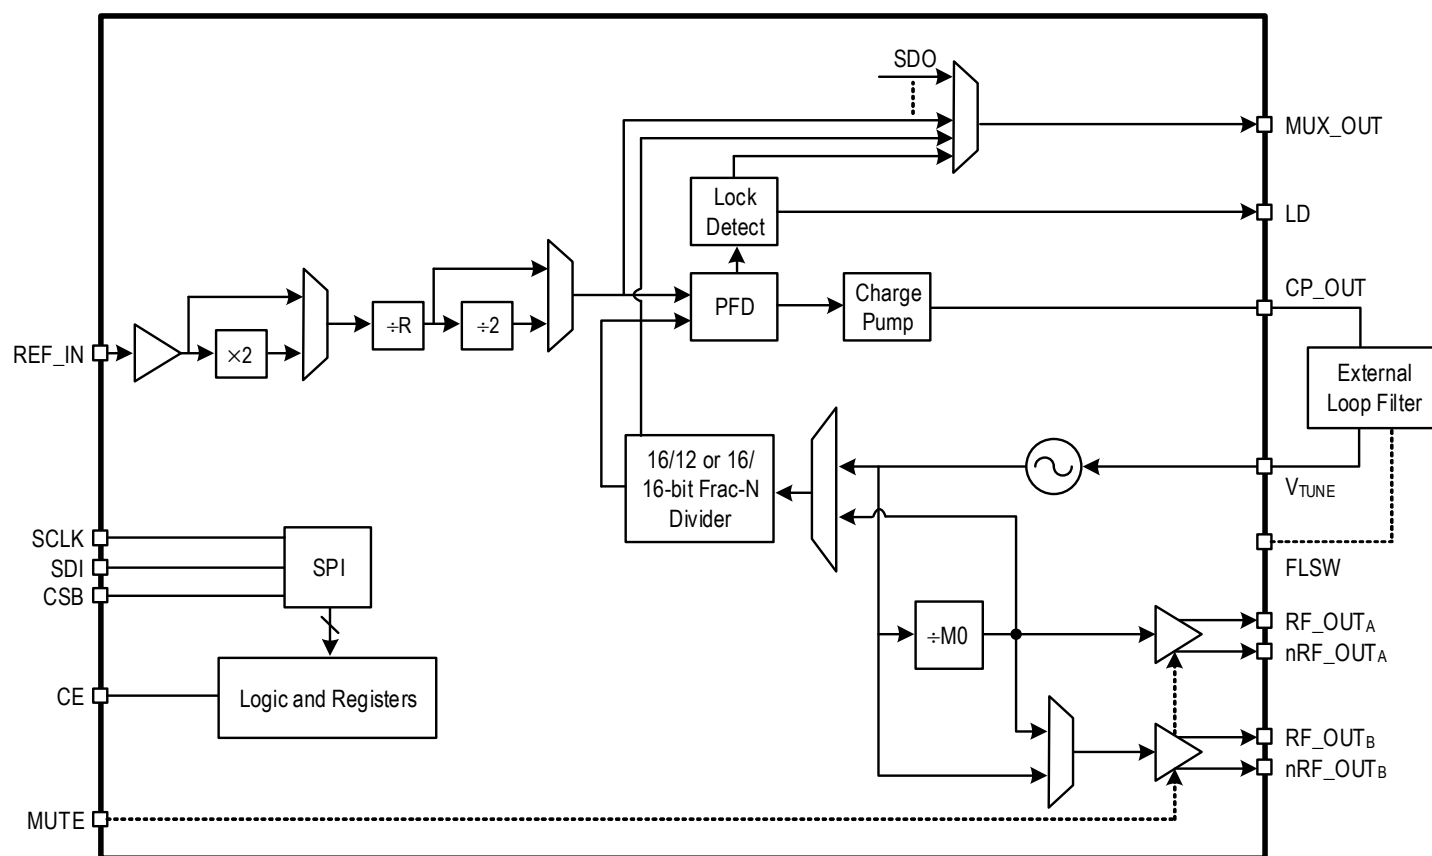 SDO
MUX_OUT
Lock
Detect
LD
CP_OUT
PFD
Charge
Pump
÷R
÷2
×2
REF_IN
External
Loop Filter
16/12 or 16/
16-bit Frac-N
Divider
VTUNE
SCLK
SDI
CSB
SPI
FLSW
÷M0
RF_OUTA
nRF_OUTA
CE
Logic and Registers
RF_OUTB
nRF_OUTB
MUTE